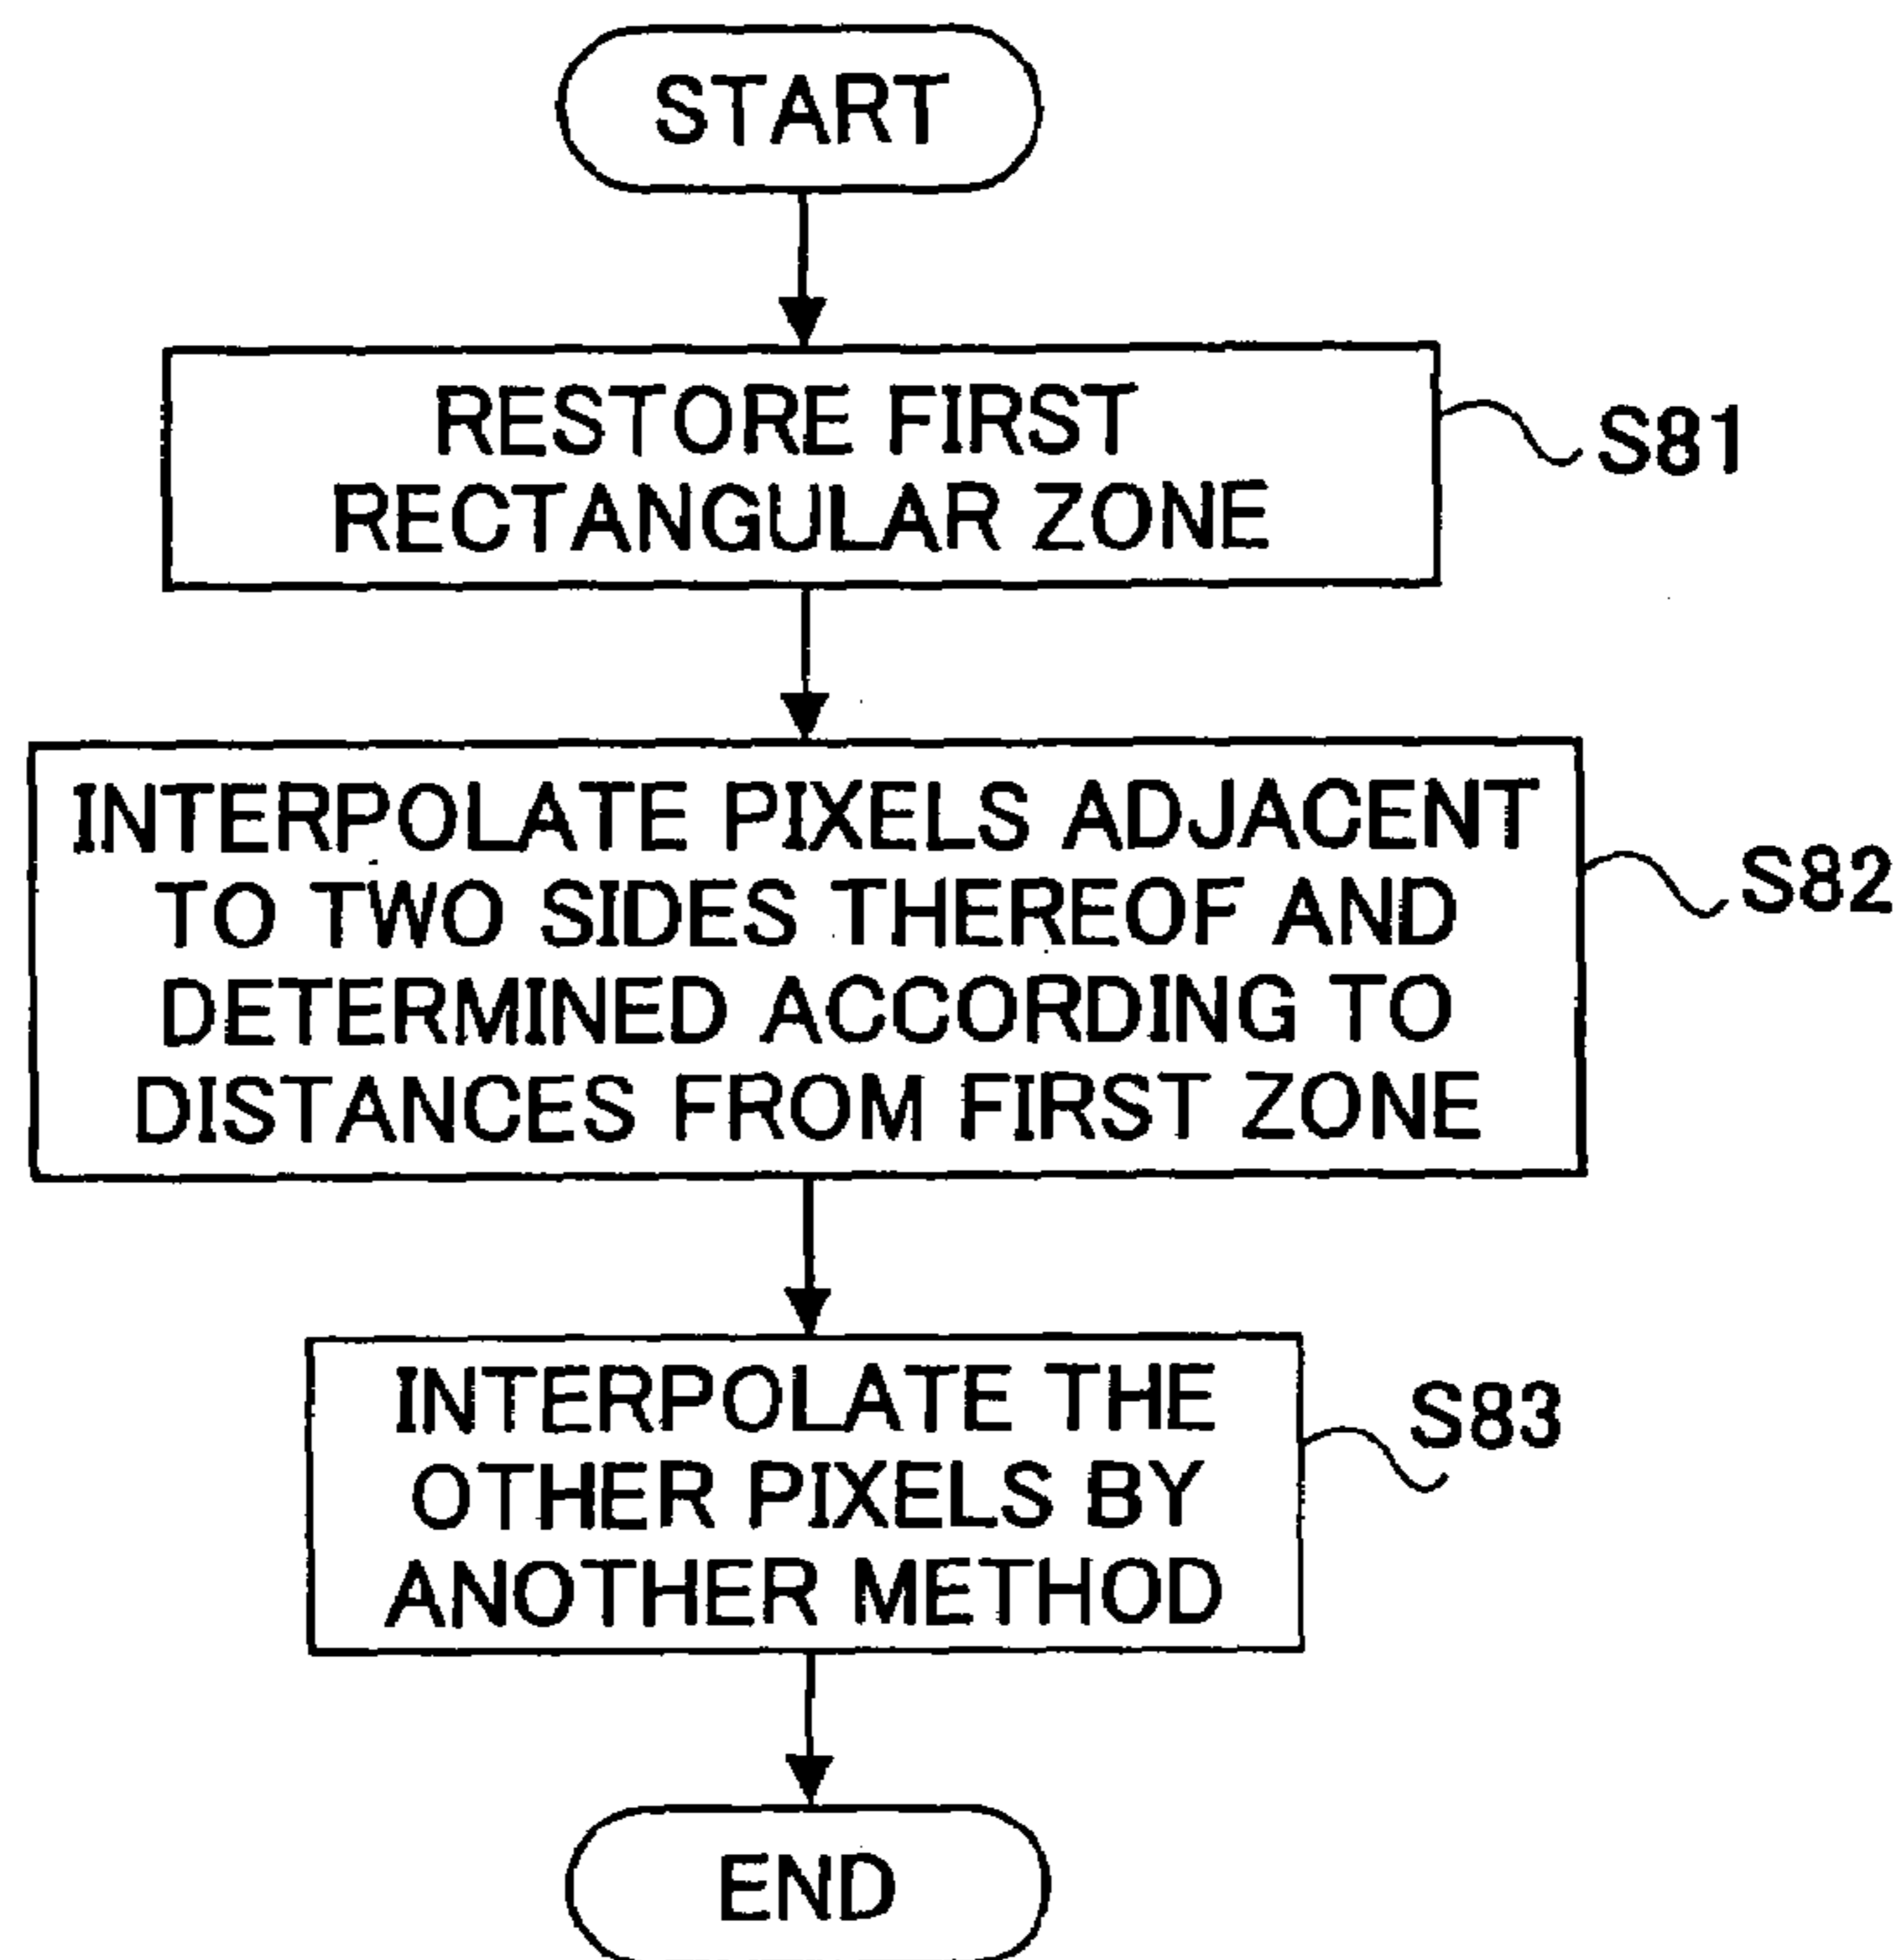 START
RESTORE FIRST
RECTANGULAR ZONE
S81
INTERPOLATE PIXELS ADJACENT
TO TWO SIDES THEREOF AND
DETERMINED ACCORDING TO
DISTANCES FROM FIRST ZONE
S82
INTERPOLATE THE
OTHER PIXELS BY
ANOTHER METHOD
S83
END